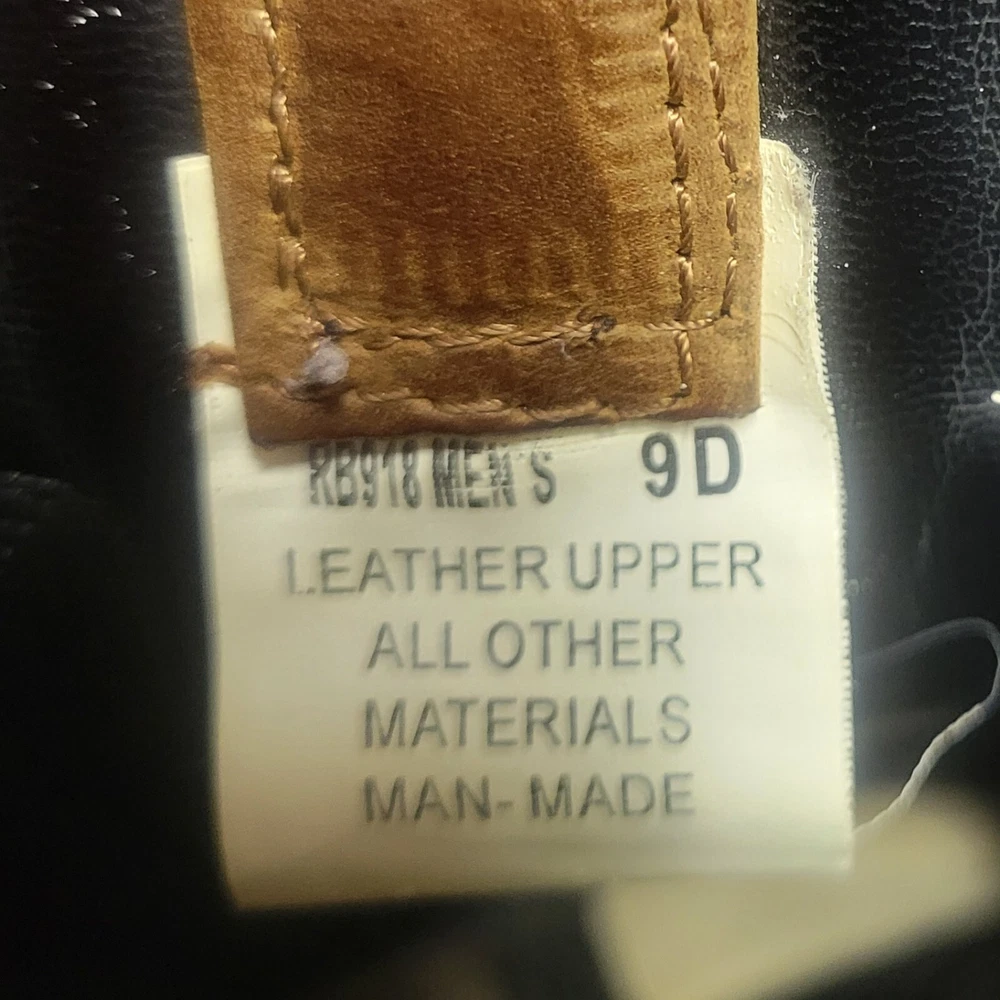 RB918 MEN'S 9D
LEATHER UPPER
ALL OTHER
MATERIALS
MAN-MADE